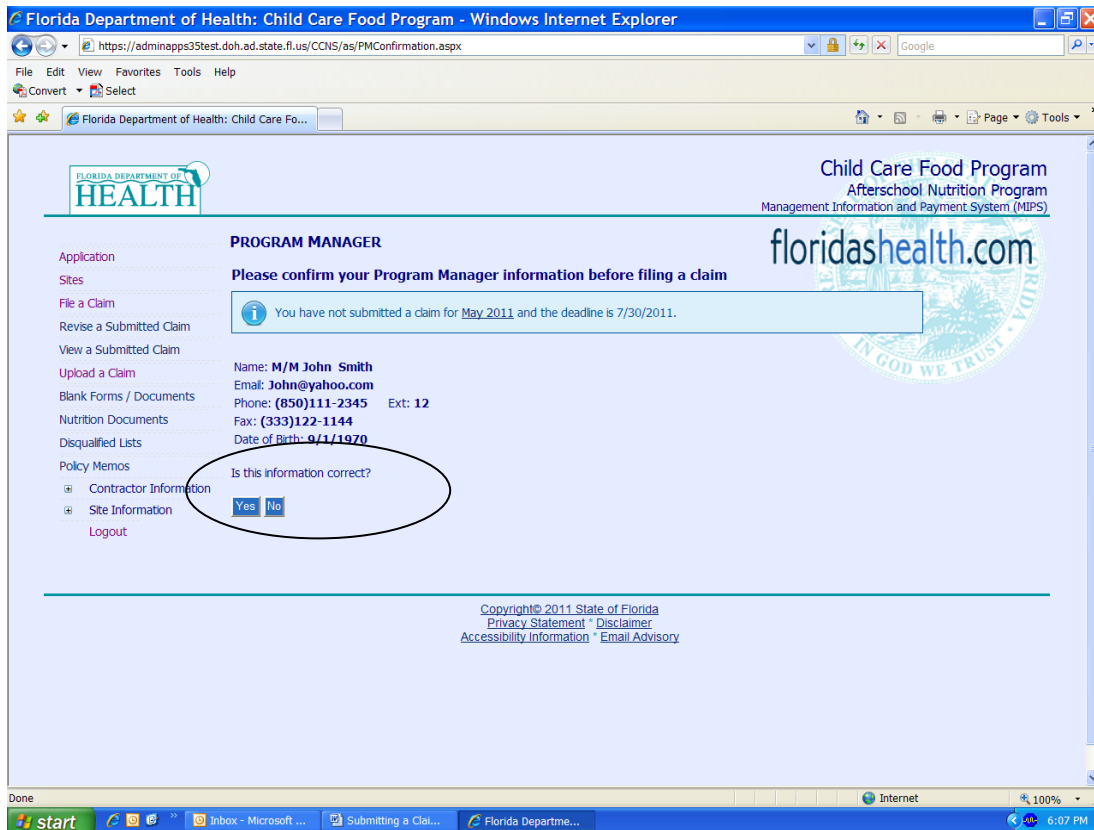 Florida Department of Health: Child Care Food Program - Windows Internet Explorer
https://adminapps35test.doh.ad.state.fl.us/CCNS/as/PMConfirmation.aspx
Google
File Edit View Favorites Tools Help
Convert Select
Florida Department of Health: Child Care Fo...
Page Tools
FLORIDA DEPARTMENT OF
HEALTH
Child Care Food Program
Afterschool Nutrition Program
Management Information and Payment System (MIPS)
floridashealth.com
IN GOD WE TRUST
Application
Sites
File a Claim
Revise a Submitted Claim
View a Submitted Claim
Upload a Claim
Blank Forms / Documents
Nutrition Documents
Disqualified Lists
Policy Memos
Contractor Information
Site Information
Logout
PROGRAM MANAGER
Please confirm your Program Manager information before filing a claim
You have not submitted a claim for May 2011 and the deadline is 7/30/2011.
Name: M/M John Smith
Email: John@yahoo.com
Phone: (850)111-2345 Ext: 12
Fax: (333)122-1144
Date of Birth: 9/1/1970
Is this information correct?
Yes No
Copyright© 2011 State of Florida
Privacy Statement * Disclaimer
Accessibility Information * Email Advisory
Done
Internet
100%
start
Inbox - Microsoft ...
Submitting a Clai...
Florida Departme...
6:07 PM